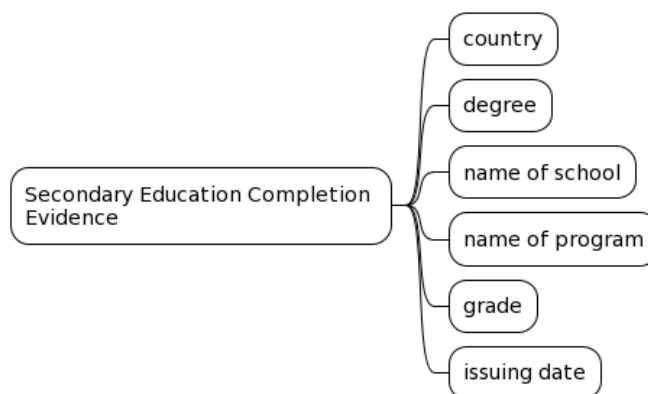 country
degree
name of school
Secondary Education Completion
Evidence
name of program
grade
issuing date